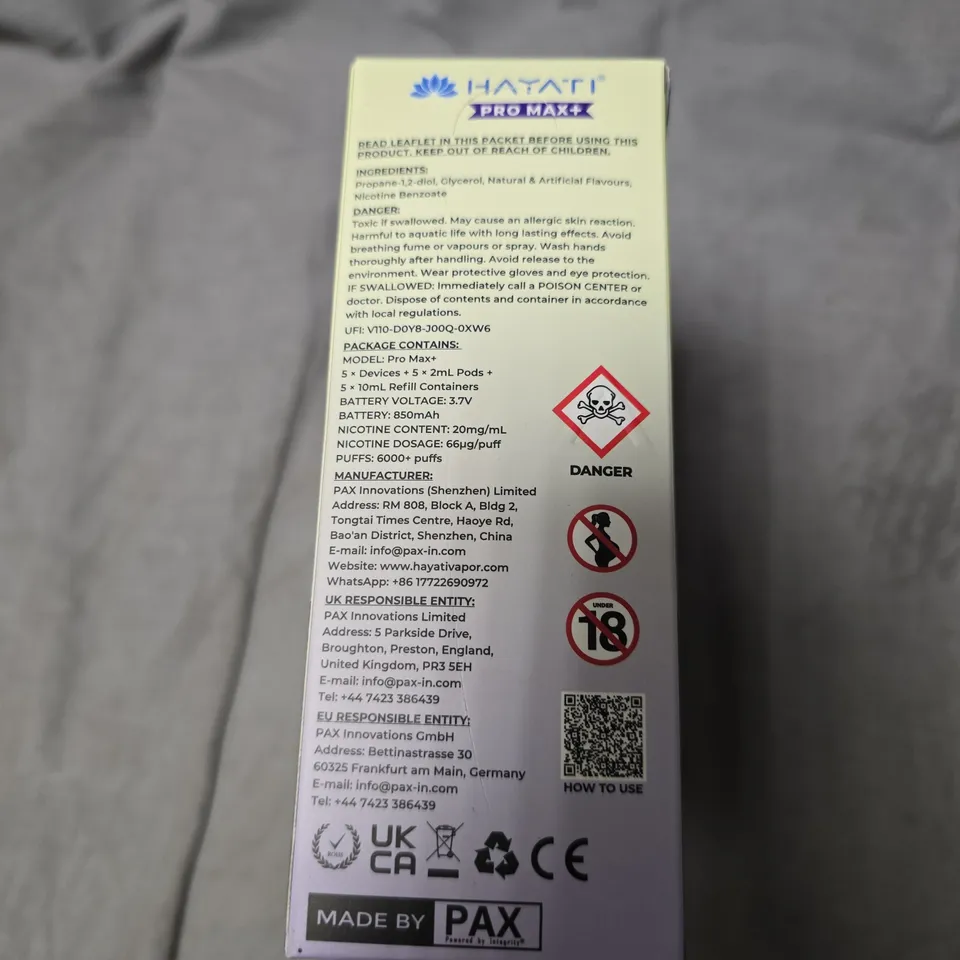 HAYATI®
PRO MAX+
READ LEAFLET IN THIS PACKET BEFORE USING THIS
PRODUCT. KEEP OUT OF REACH OF CHILDREN.
INGREDIENTS:
Propane-1,2-diol, Glycerol, Natural & Artificial Flavours,
Nicotine Benzoate
DANGER:
Toxic if swallowed. May cause an allergic skin reaction.
Harmful to aquatic life with long lasting effects. Avoid
breathing fume or vapours or spray. Wash hands
thoroughly after handling. Avoid release to the
environment. Wear protective gloves and eye protection.
IF SWALLOWED: Immediately call a POISON CENTER or
doctor. Dispose of contents and container in accordance
with local regulations.
UFI: V110-D0Y8-J00Q-0XW6
PACKAGE CONTAINS:
MODEL: Pro Max+
5 × Devices + 5 × 2mL Pods +
5 × 10mL Refill Containers
BATTERY VOLTAGE: 3.7V
BATTERY: 850mAh
NICOTINE CONTENT: 20mg/mL
NICOTINE DOSAGE: 66µg/puff
PUFFS: 6000+ puffs
DANGER
MANUFACTURER:
PAX Innovations (Shenzhen) Limited
Address: RM 808, Block A, Bldg 2,
Tongtai Times Centre, Haoye Rd,
Bao'an District, Shenzhen, China
E-mail: info@pax-in.com
Website: www.hayativapor.com
WhatsApp: +86 17722690972
UK RESPONSIBLE ENTITY:
PAX Innovations Limited
Address: 5 Parkside Drive,
Broughton, Preston, England,
United Kingdom, PR3 5EH
E-mail: info@pax-in.com
Tel: +44 7423 386439
UNDER
18
EU RESPONSIBLE ENTITY:
PAX Innovations GmbH
Address: Bettinastrasse 30
60325 Frankfurt am Main, Germany
E-mail: info@pax-in.com
Tel: +44 7423 386439
HOW TO USE
UK
CA
CE
MADE BY PAX
Powered by Integrity®